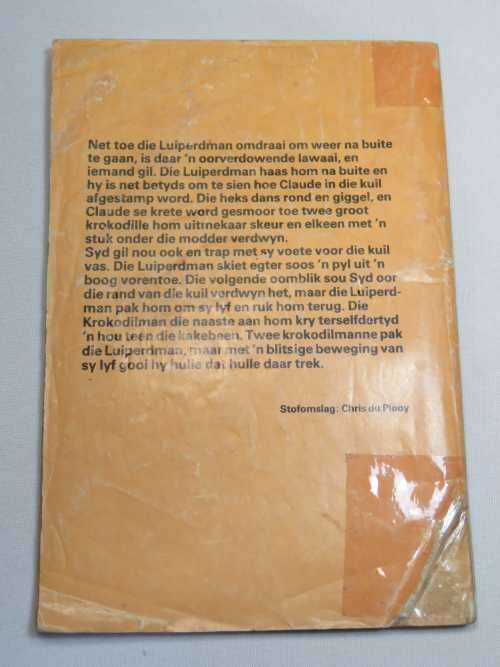 Net toe die Luiperdman omdraai om weer na buite
te gaan, is daar 'n oorverdowende lawaai, en
iemand gil. Die Luiperdman haas hom na buite en
hy is net betyds om te sien hoe Claude in die kuil
afgestamp word. Die heks dans rond en giggel, en
Claude se krete word gesmoor toe twee groot
krokodille hom uitmekaar skeur en elkeen met 'n
stuk onder die modder verdwyn.
Syd gil nou ook en trap met sy voete voor die kuil
vas. Die Luiperdman skiet egter soos 'n pyl uit 'n
boog vorentoe. Die volgende oomblik sou Syd oor
die rand van die kuil verdwyn het, maar die Luiperd-
man pak hom om sy lyf en ruk hom terug. Die
Krokodilman die naaste aan hom kry terselfdertyd
'n hou teen die kakebeen. Twee krokodilmanne pak
die Luiperdman, maar met 'n blitsige beweging van
sy lyf gooi hy hulle dat hulle daar trek.
Stofomslag: Chris du Plooy